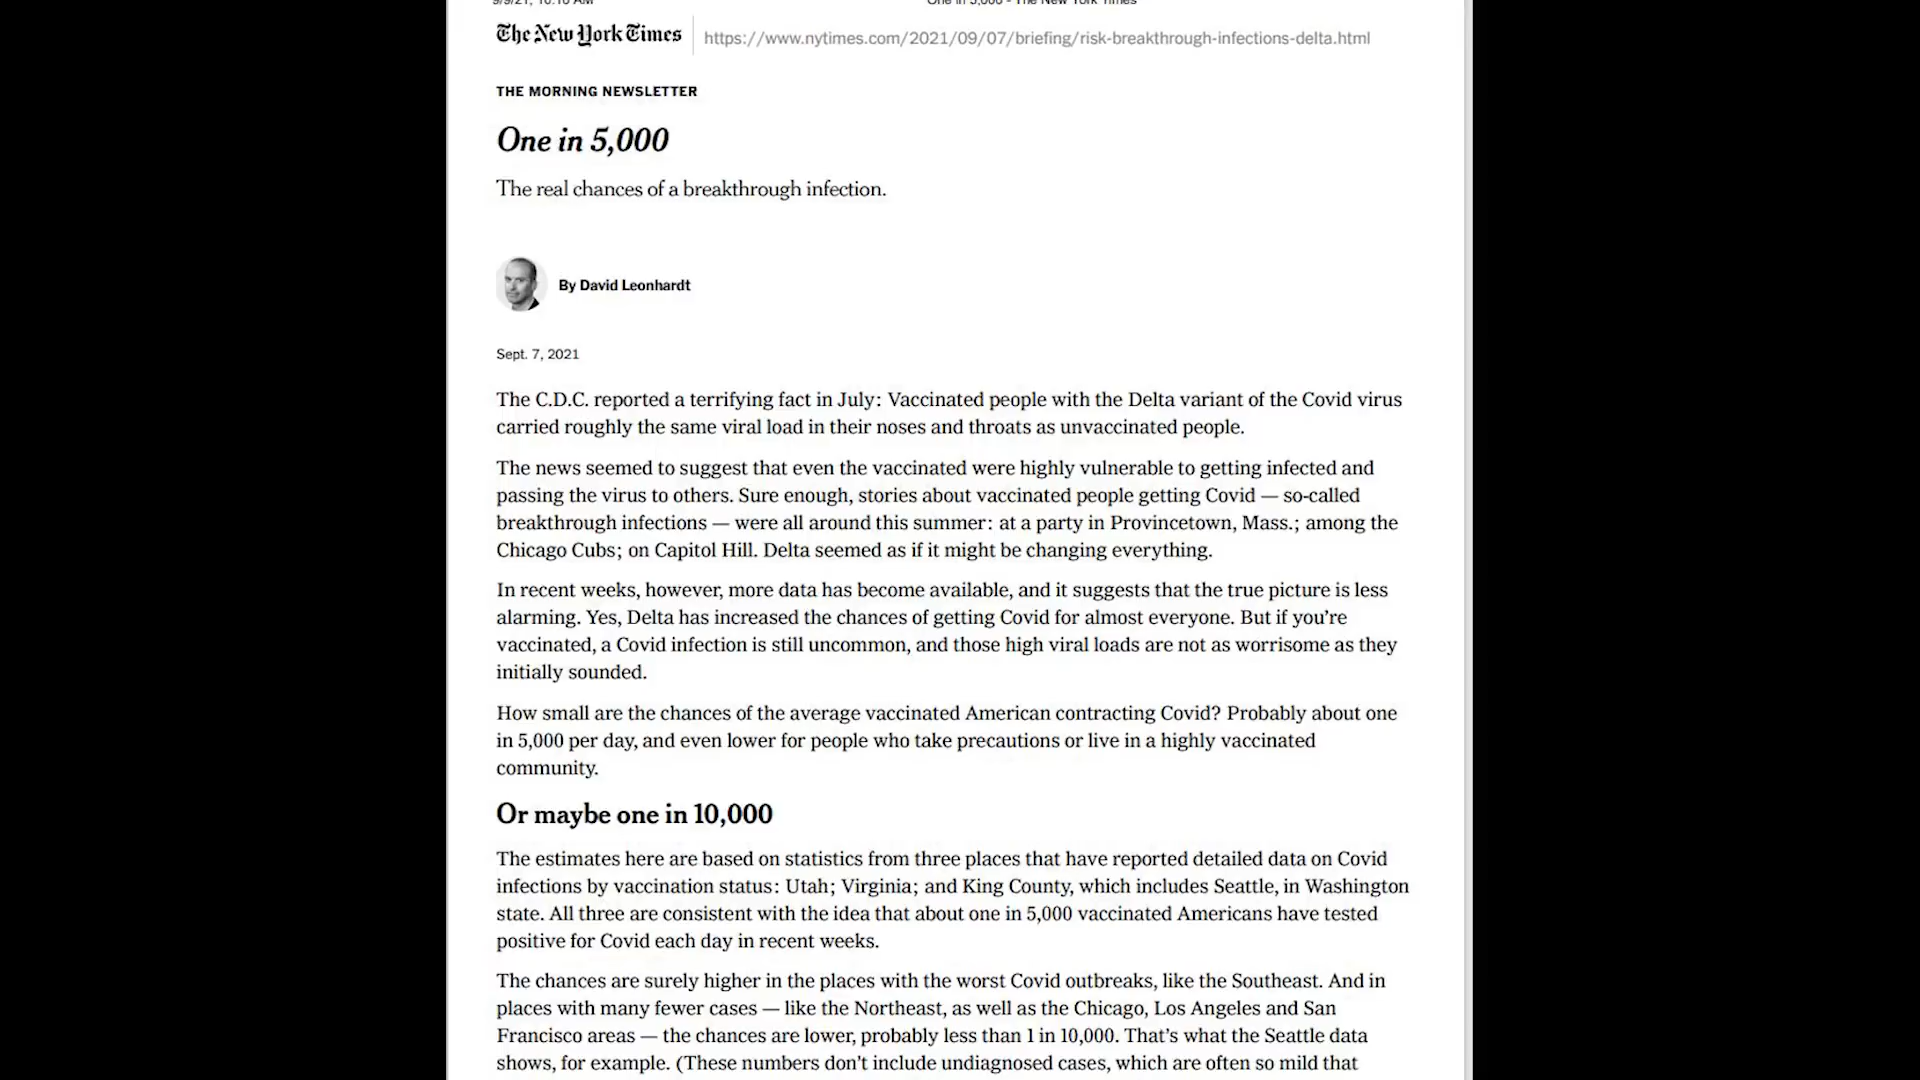 9/9/21, 10:10 AM One in 5,000 - The New York Times
The New York Times https://www.nytimes.com/2021/09/07/briefing/risk-breakthrough-infections-delta.html
THE MORNING NEWSLETTER
One in 5,000
The real chances of a breakthrough infection.
By David Leonhardt
Sept. 7, 2021
The C.D.C. reported a terrifying fact in July: Vaccinated people with the Delta variant of the Covid virus
carried roughly the same viral load in their noses and throats as unvaccinated people.
The news seemed to suggest that even the vaccinated were highly vulnerable to getting infected and
passing the virus to others. Sure enough, stories about vaccinated people getting Covid — so-called
breakthrough infections — were all around this summer: at a party in Provincetown, Mass.; among the
Chicago Cubs; on Capitol Hill. Delta seemed as if it might be changing everything.
In recent weeks, however, more data has become available, and it suggests that the true picture is less
alarming. Yes, Delta has increased the chances of getting Covid for almost everyone. But if you’re
vaccinated, a Covid infection is still uncommon, and those high viral loads are not as worrisome as they
initially sounded.
How small are the chances of the average vaccinated American contracting Covid? Probably about one
in 5,000 per day, and even lower for people who take precautions or live in a highly vaccinated
community.
Or maybe one in 10,000
The estimates here are based on statistics from three places that have reported detailed data on Covid
infections by vaccination status: Utah; Virginia; and King County, which includes Seattle, in Washington
state. All three are consistent with the idea that about one in 5,000 vaccinated Americans have tested
positive for Covid each day in recent weeks.
The chances are surely higher in the places with the worst Covid outbreaks, like the Southeast. And in
places with many fewer cases — like the Northeast, as well as the Chicago, Los Angeles and San
Francisco areas — the chances are lower, probably less than 1 in 10,000. That’s what the Seattle data
shows, for example. (These numbers don’t include undiagnosed cases, which are often so mild that